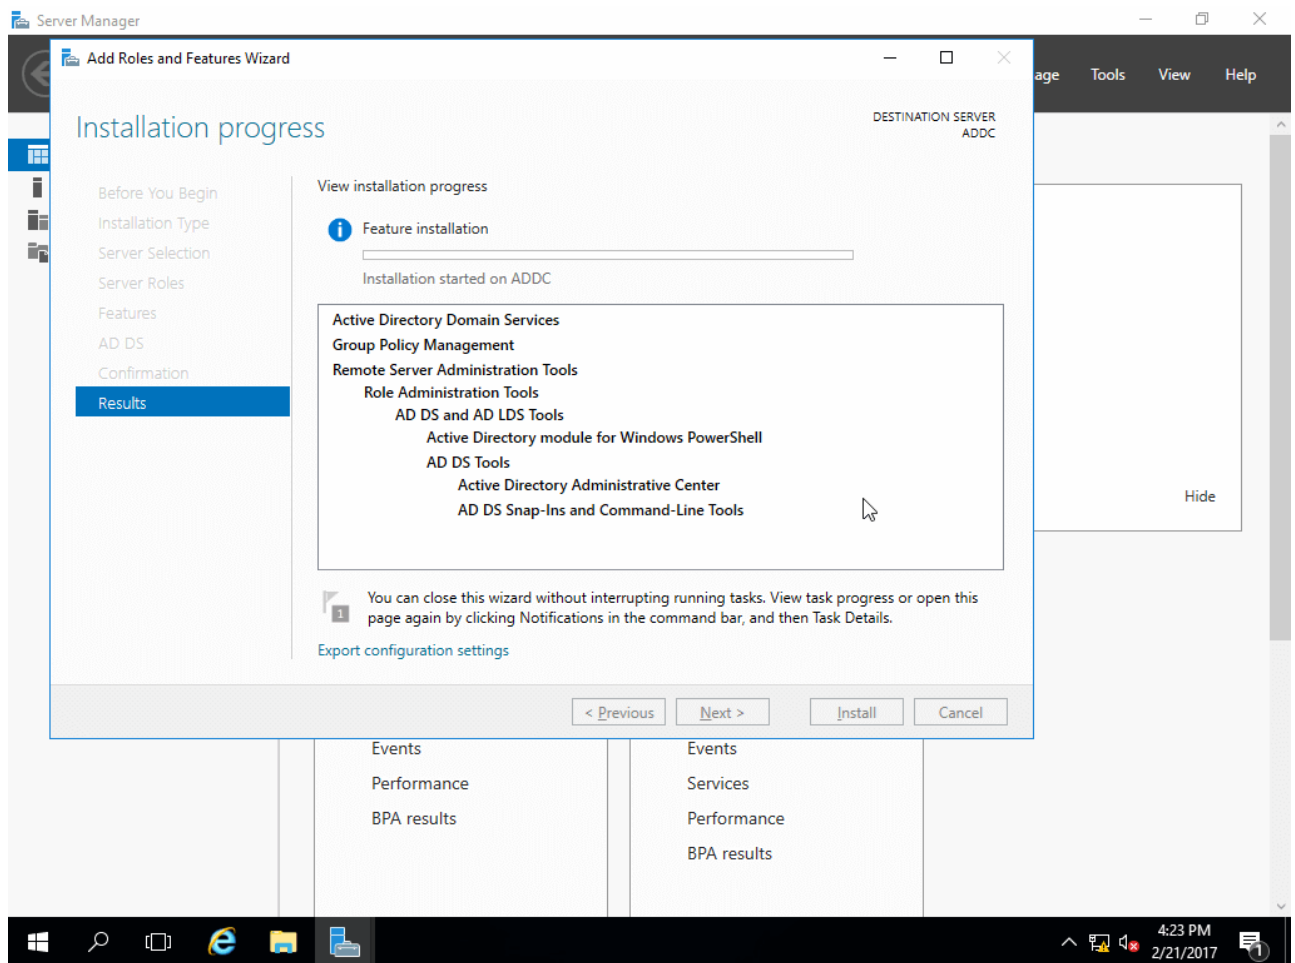 Server Manager
Add Roles and Features Wizard
age Tools View Help
Installation progress
DESTINATION SERVER
ADDC
Before You Begin
Installation Type
Server Selection
Server Roles
Features
AD DS
Confirmation
Results
View installation progress
Feature installation
Installation started on ADDC
Active Directory Domain Services
Group Policy Management
Remote Server Administration Tools
Role Administration Tools
AD DS and AD LDS Tools
Active Directory module for Windows PowerShell
AD DS Tools
Active Directory Administrative Center
AD DS Snap-Ins and Command-Line Tools
Hide
1
You can close this wizard without interrupting running tasks. View task progress or open this
page again by clicking Notifications in the command bar, and then Task Details.
Export configuration settings
< Previous Next > Install Cancel
Events
Performance
BPA results
Events
Services
Performance
BPA results
4:23 PM
2/21/2017
1